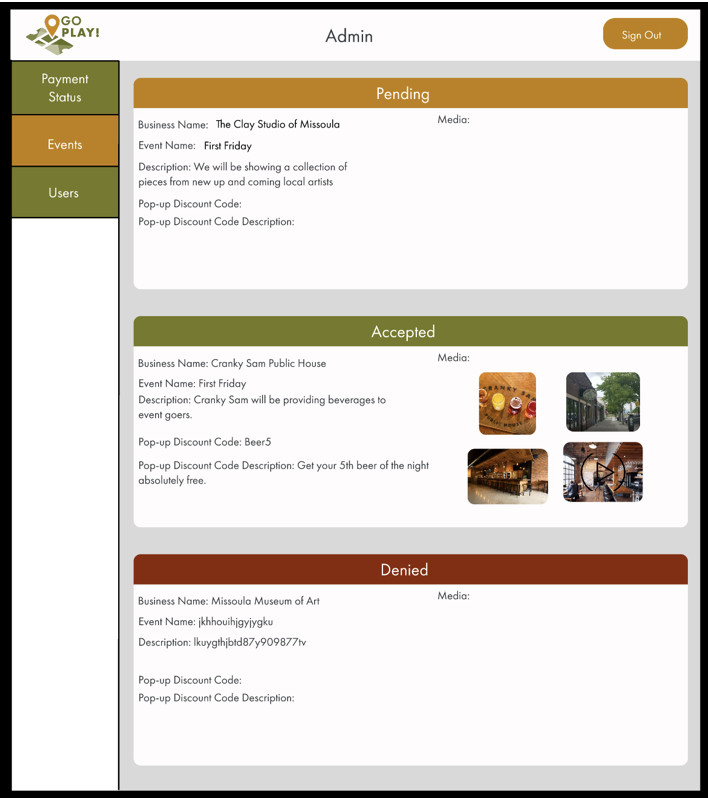 GO
PLAY!
Admin
Sign Out
Payment
Status
Events
Users
Pending
Business Name: The Clay Studio of Missoula
Event Name: First Friday
Description: We will be showing a collection of
pieces from new up and coming local artists
Pop-up Discount Code:
Pop-up Discount Code Description:
Media:
Accepted
Business Name: Cranky Sam Public House
Event Name: First Friday
Description: Cranky Sam will be providing beverages to
event goers.
Pop-up Discount Code: Beer5
Pop-up Discount Code Description: Get your 5th beer of the night
absolutely free.
Media:
Denied
Business Name: Missoula Museum of Art
Event Name: jkhhouihjgyjygku
Description: lkuygthjbtd87y909877tv
Pop-up Discount Code:
Pop-up Discount Code Description:
Media: